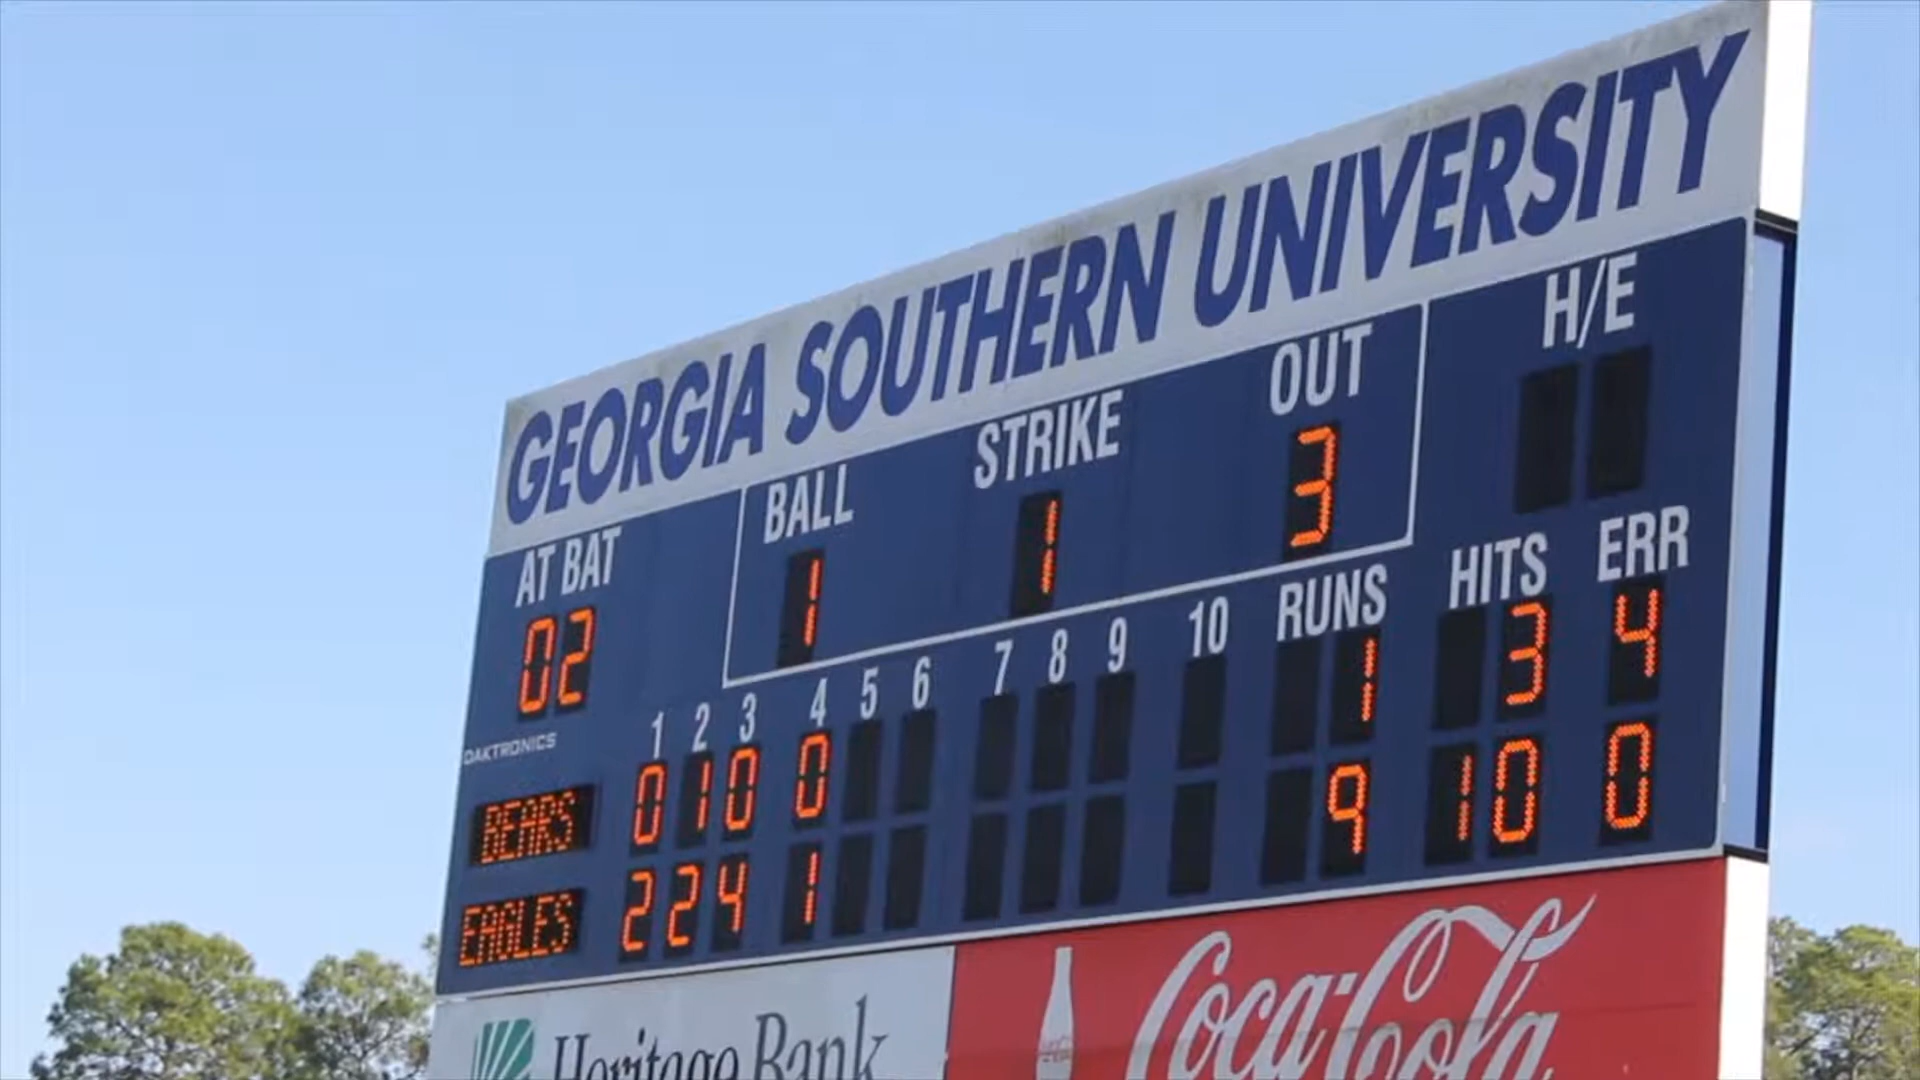 GEORGIA SOUTHERN UNIVERSITY
AT BAT BALL STRIKE OUT H/E
02 1 1 3
DAKTRONICS 1 2 3 4 5 6 7 8 9 10 RUNS HITS ERR
BEARS 0 1 0 0 1 3 4
EAGLES 2 2 4 1 9 10 0
Heritage Bank
Coca-Cola